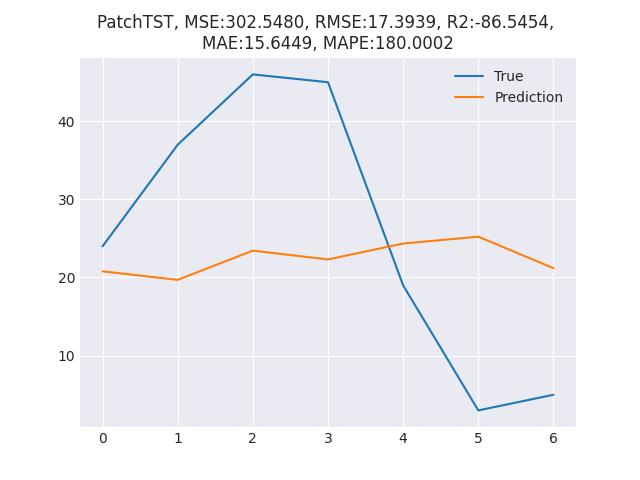 PatchTST, MSE:302.5480, RMSE:17.3939, R2:-86.5454,
MAE:15.6449, MAPE:180.0002
True
Prediction
40
30
20
10
0 1 2 3 4 5 6